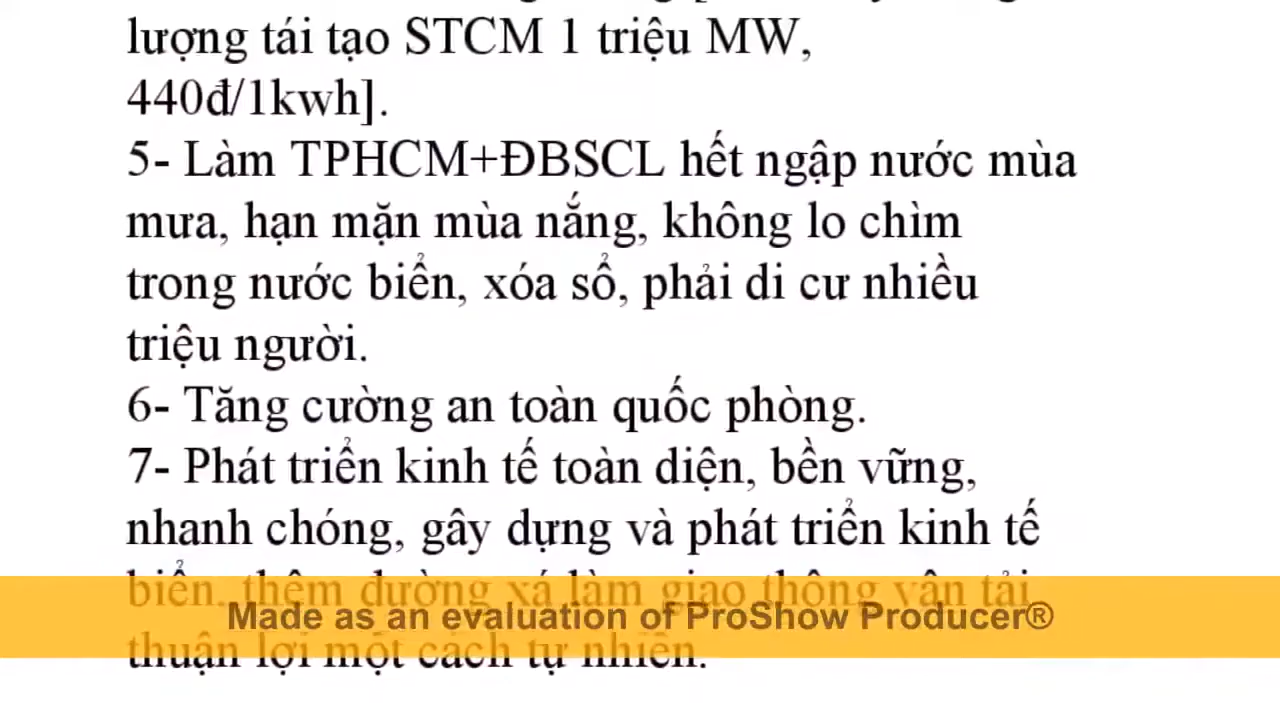 lượng tái tạo STCM 1 triệu MW,
440đ/1kwh].
5- Làm TPHCM+ĐBSCL hết ngập nước mùa
mưa, hạn mặn mùa nắng, không lo chìm
trong nước biển, xóa sổ, phải di cư nhiều
triệu người.
6- Tăng cường an toàn quốc phòng.
7- Phát triển kinh tế toàn diện, bền vững,
nhanh chóng, gây dựng và phát triển kinh tế
biển, thêm đường xá làm giao thông vận tải
Made as an evaluation of ProShow Producer®
thuận lợi một cách tự nhiên.